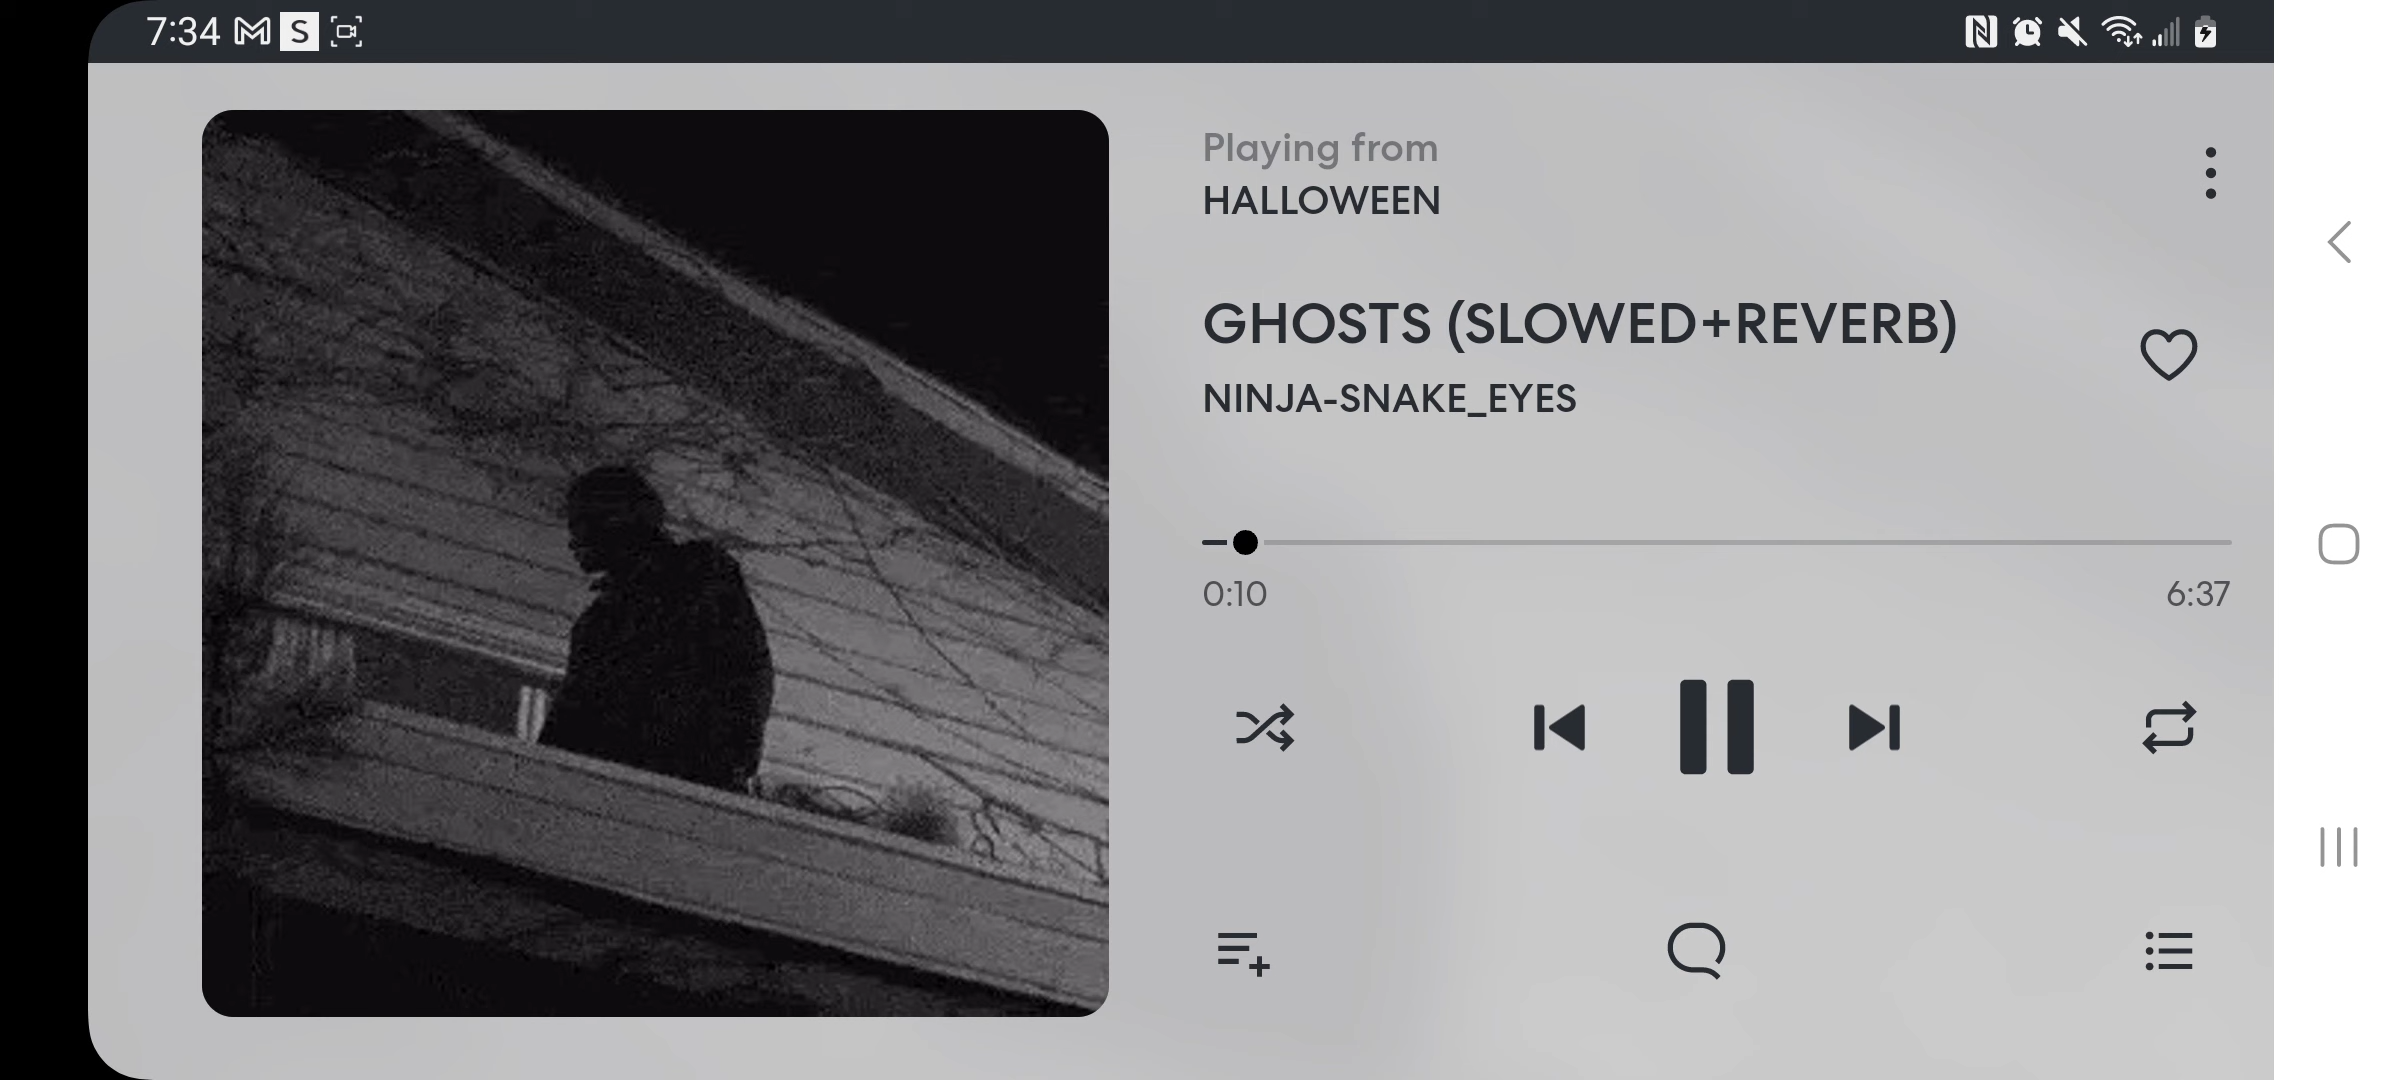 7:34
S
Playing from
HALLOWEEN
GHOSTS (SLOWED+REVERB)
NINJA-SNAKE_EYES
0:10
6:37